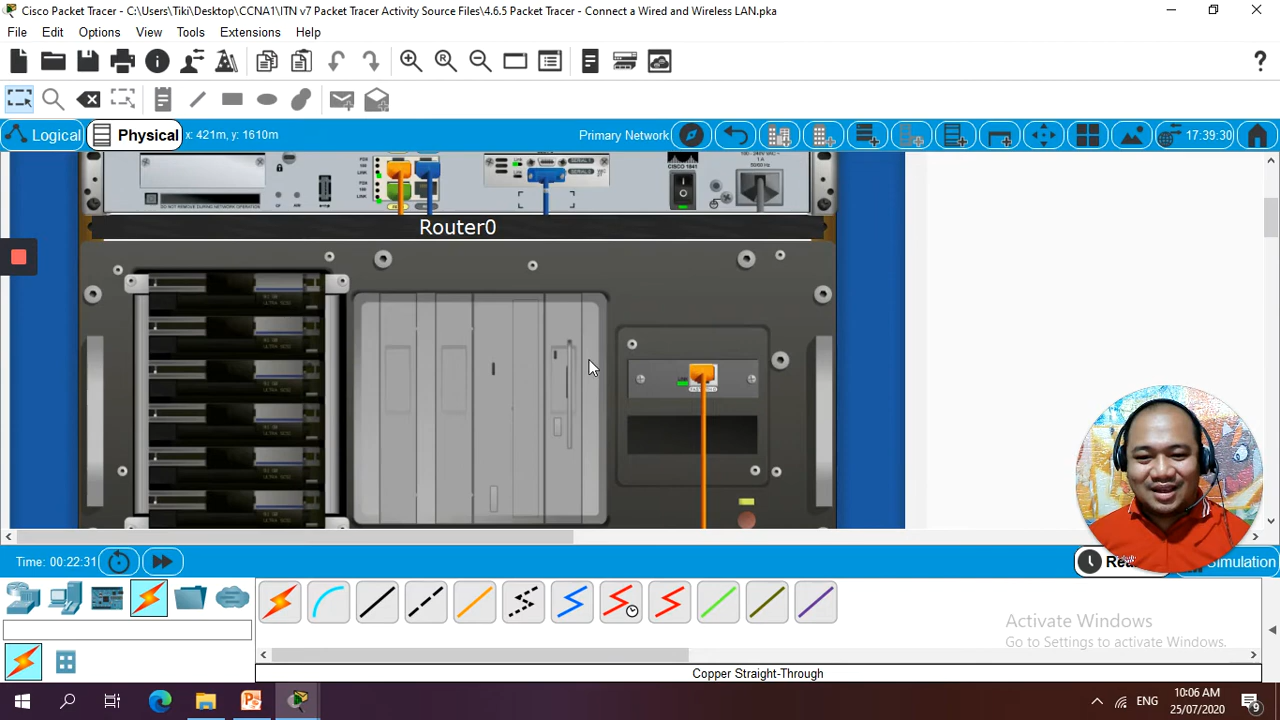 Cisco Packet Tracer - C:\Users\Tiki\Desktop\CCNA1\ITN v7 Packet Tracer Activity Source Files\4.6.5 Packet Tracer - Connect a Wired and Wireless LAN.pka
File Edit Options View Tools Extensions Help
Logical Physical x: 421m, y: 1610m Primary Network 17:39:30
CISCO 1841
Router0
Time: 00:22:31 Simulation
Activate Windows
Go to Settings to activate Windows.
Copper Straight-Through
ENG
10:06 AM
25/07/2020
9